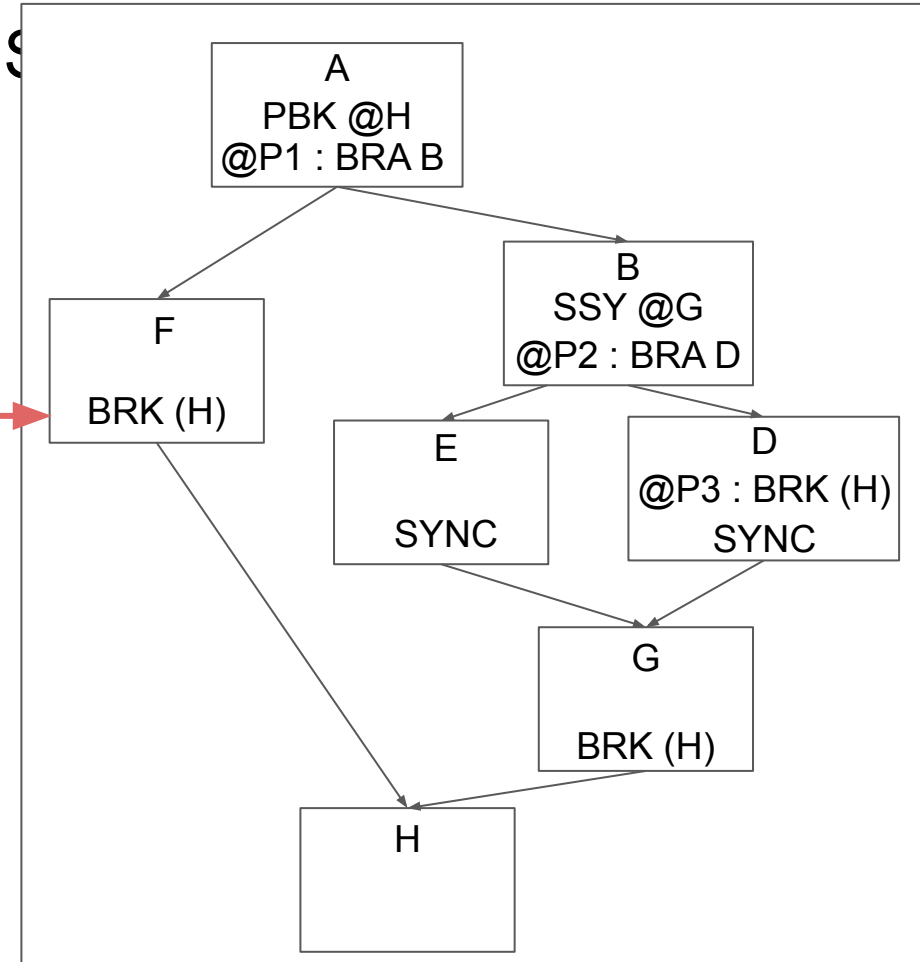 S
A
PBK @H
@P1 : BRA B
B
SSY @G
@P2 : BRA D
F
BRK (H)
E
SYNC
D
@P3 : BRK (H)
SYNC
G
BRK (H)
H